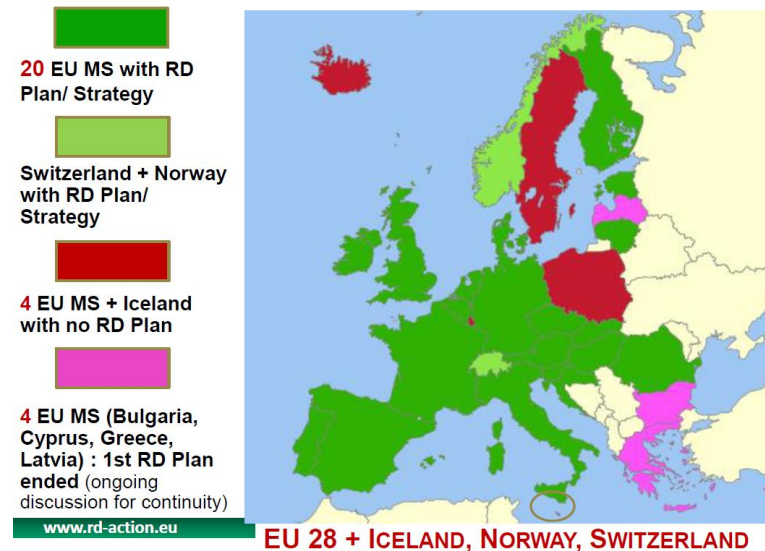 20 EU MS with RD
Plan/ Strategy
Switzerland + Norway
with RD Plan/
Strategy
4 EU MS + Iceland
with no RD Plan
4 EU MS (Bulgaria,
Cyprus, Greece,
Latvia) : 1st RD Plan
ended (ongoing
discussion for continuity)
www.rd-action.eu
EU 28 + ICELAND, NORWAY, SWITZERLAND